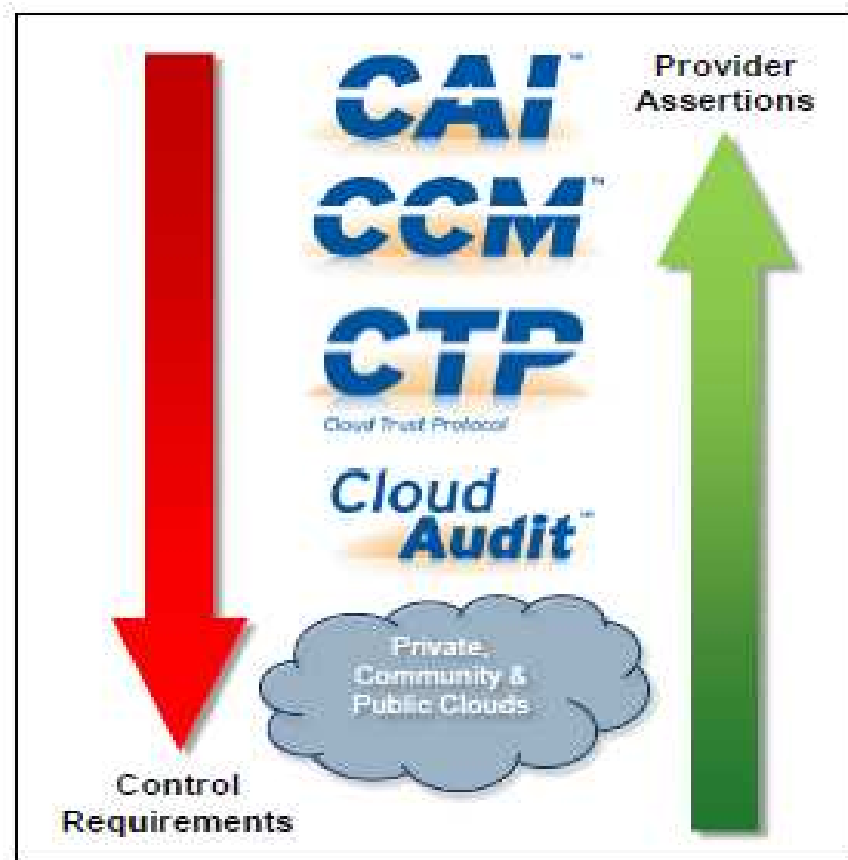 CAI™
Provider
Assertions
CCM™
CTP
Cloud Trust Protocol
Cloud
Audit™
Private,
Community &
Public Clouds
Control
Requirements